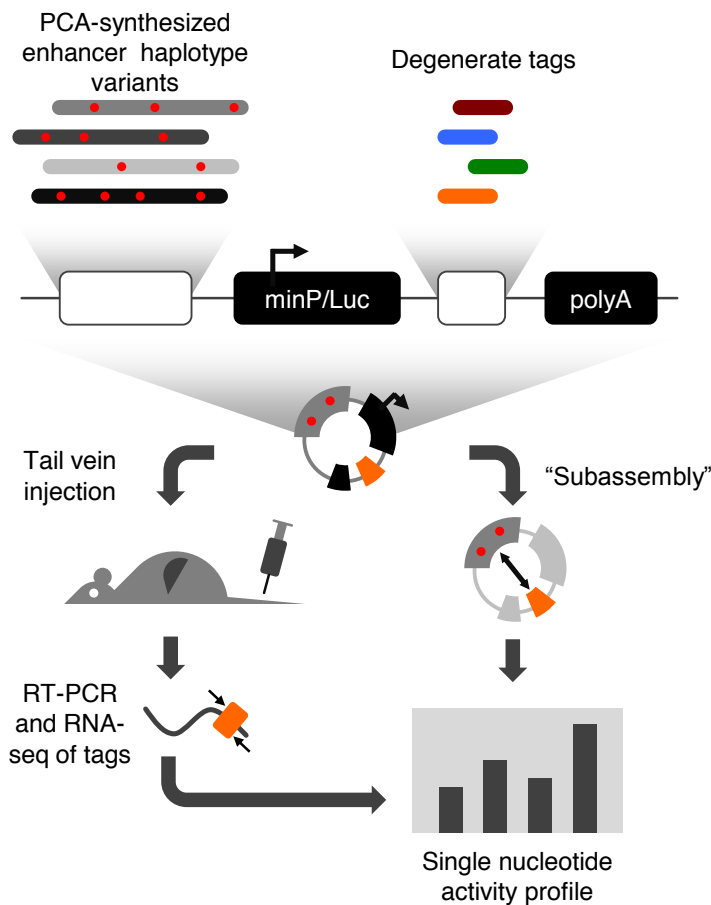 PCA-synthesized
enhancer haplotype
variants
Degenerate tags
minP/Luc
polyA
Tail vein
injection
“Subassembly”
RT-PCR
and RNA-
seq of tags
Single nucleotide
activity profile